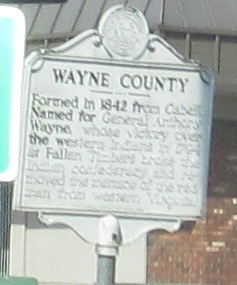 WAYNE COUNTY
Formed in 1842 from Cabell.
Named for General Anthony
Wayne, whose victory over
the western Indians in 1794
at Fallen Timbers broke the
Indian confederacy and re-
moved the menace of the red
man from western Virginia.